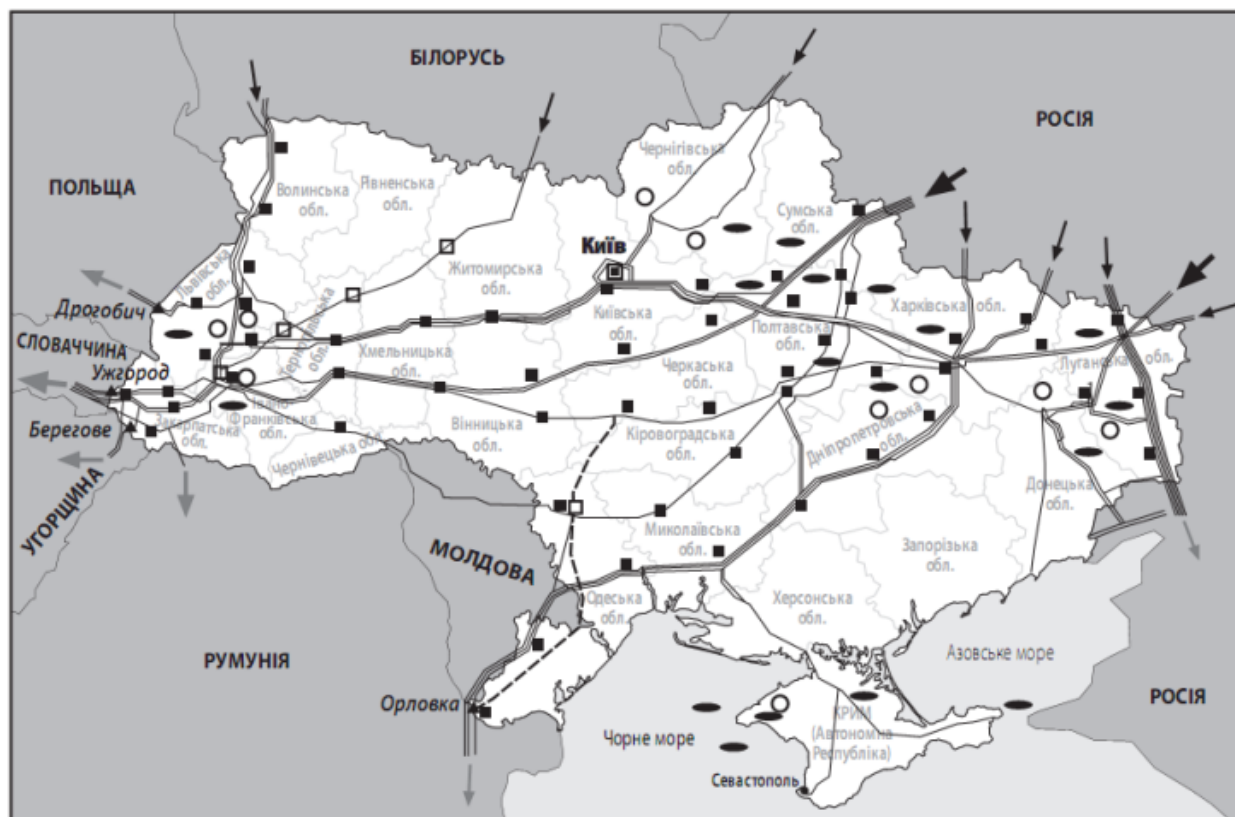 БІЛОРУСЬ
РОСІЯ
ПОЛЬЩА
Волинська
обл.
Рівненська
обл.
Чернігівська
обл.
Сумська
обл.
Київ
Житомирська
обл.
Львівська
обл.
Дрогобич
СЛОВАЧЧИНА
Ужгород
Тернопільська
обл.
Хмельницька
обл.
Київська
обл.
Полтавська
обл.
Харківська обл.
Луганська обл.
Черкаська
обл.
Берегове
Закарпатська
обл.
Івано-
Франківська
обл.
Чернівецька обл.
Вінницька
обл.
Кіровоградська
обл.
Дніпропетровська
обл.
Донецька
обл.
УГОРЩИНА
МОЛДОВА
Миколаївська
обл.
Запорізька
обл.
Одеська
обл.
Херсонська
обл.
РУМУНІЯ
Азовське море
РОСІЯ
Орловка
Чорне море
КРИМ
(Автономна
Республіка)
Севастополь